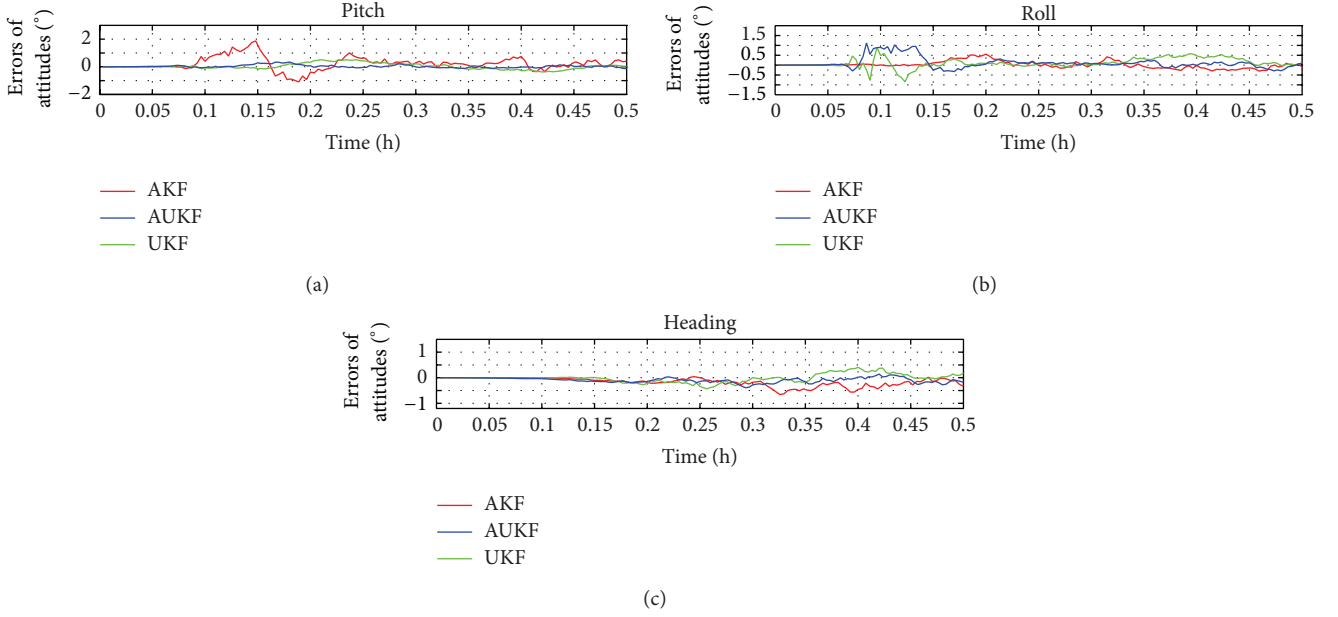 Pitch
Errors of
attitudes (°)
2
0
−2
0 0.05 0.1 0.15 0.2 0.25 0.3 0.35 0.4 0.45 0.5
Time (h)
AKF
AUKF
UKF
(a)
Roll
Errors of
attitudes (°)
1.5
0.5
−0.5
−1.5
0 0.05 0.1 0.15 0.2 0.25 0.3 0.35 0.4 0.45 0.5
Time (h)
AKF
AUKF
UKF
(b)
Heading
Errors of
attitudes (°)
1
0
−1
0 0.05 0.1 0.15 0.2 0.25 0.3 0.35 0.4 0.45 0.5
Time (h)
AKF
AUKF
UKF
(c)